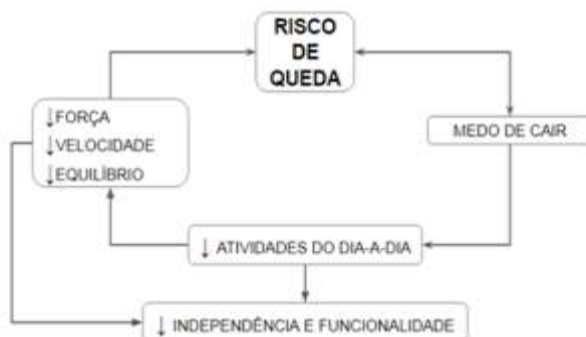 RISCO
DE
QUEDA
↓FORÇA
↓VELOCIDADE
↓EQUILÍBRIO
MEDO DE CAIR
↓ ATIVIDADES DO DIA-A-DIA
↓ INDEPENDÊNCIA E FUNCIONALIDADE